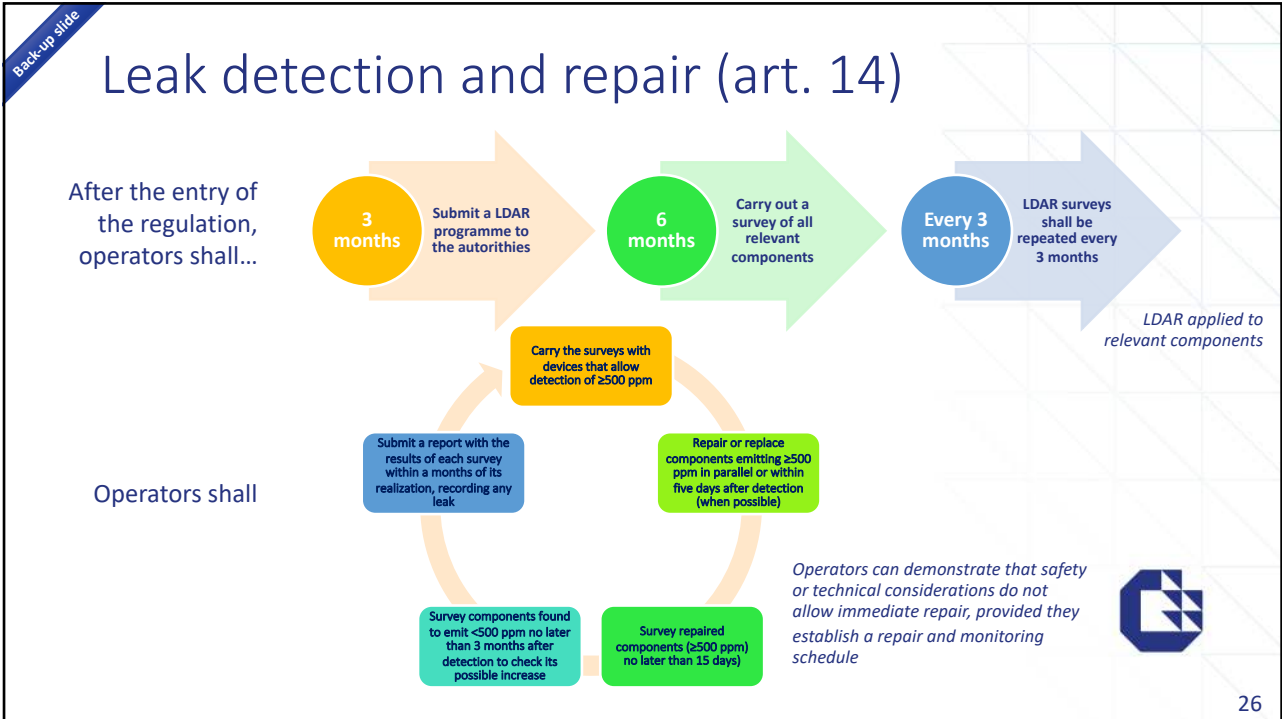 Back-up slide
Leak detection and repair (art. 14)
After the entry of
the regulation,
operators shall…
3
months
Submit a LDAR
programme to
the autorithies
6
months
Carry out a
survey of all
relevant
components
Every 3
months
LDAR surveys
shall be
repeated every
3 months
LDAR applied to
relevant components
Operators shall
Carry the surveys with
devices that allow
detection of ≥500 ppm
Repair or replace
components emitting ≥500
ppm in parallel or within
five days after detection
(when possible)
Survey repaired
components (≥500 ppm)
no later than 15 days)
Survey components found
to emit <500 ppm no later
than 3 months after
detection to check its
possible increase
Submit a report with the
results of each survey
within a months of its
realization, recording any
leak
Operators can demonstrate that safety
or technical considerations do not
allow immediate repair, provided they
establish a repair and monitoring
schedule
26